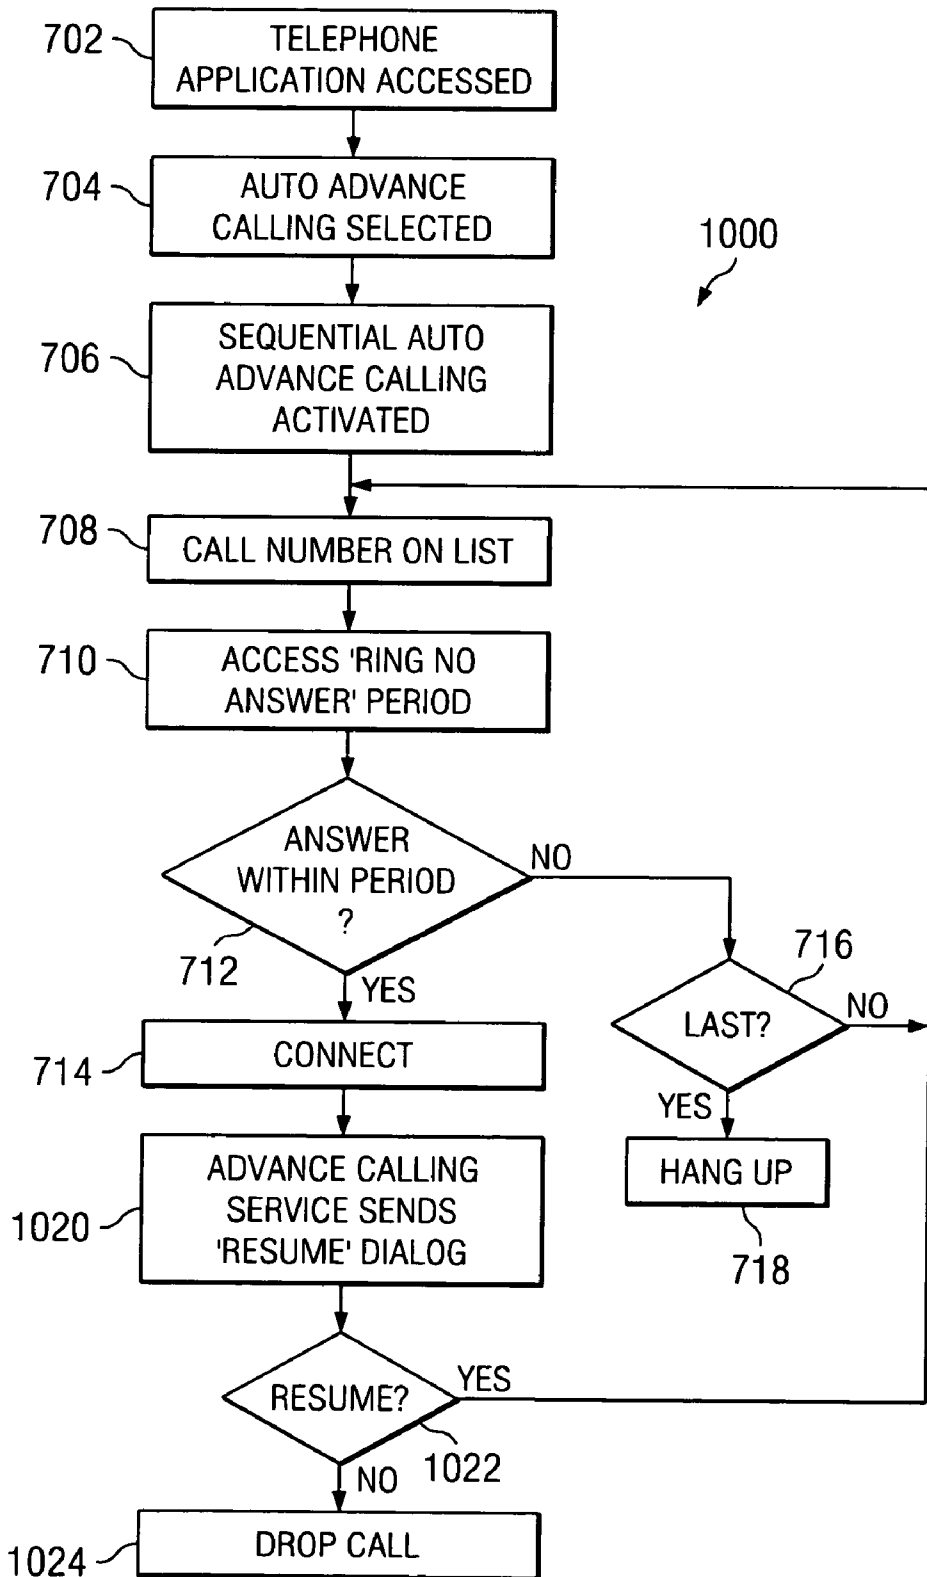 702
TELEPHONE
APPLICATION ACCESSED
704
AUTO ADVANCE
CALLING SELECTED
1000
706
SEQUENTIAL AUTO
ADVANCE CALLING
ACTIVATED
708
CALL NUMBER ON LIST
710
ACCESS 'RING NO
ANSWER' PERIOD
ANSWER
WITHIN PERIOD
?
NO
712
YES
716
LAST?
NO
714
CONNECT
YES
HANG UP
718
1020
ADVANCE CALLING
SERVICE SENDS
'RESUME' DIALOG
RESUME?
YES
1022
NO
1024
DROP CALL